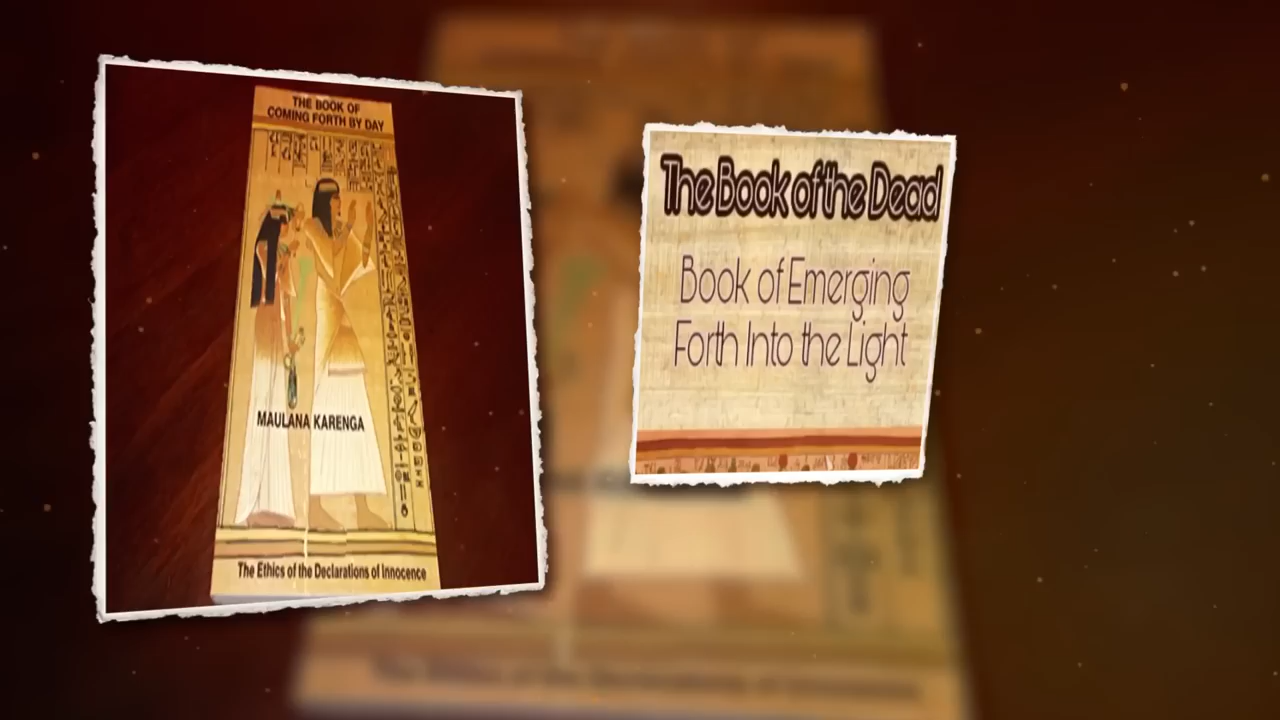 THE BOOK OF
COMING FORTH BY DAY
MAULANA KARENGA
The Ethics of the Declarations of Innocence
The Book of the Dead
Book of Emerging
Forth Into the Light